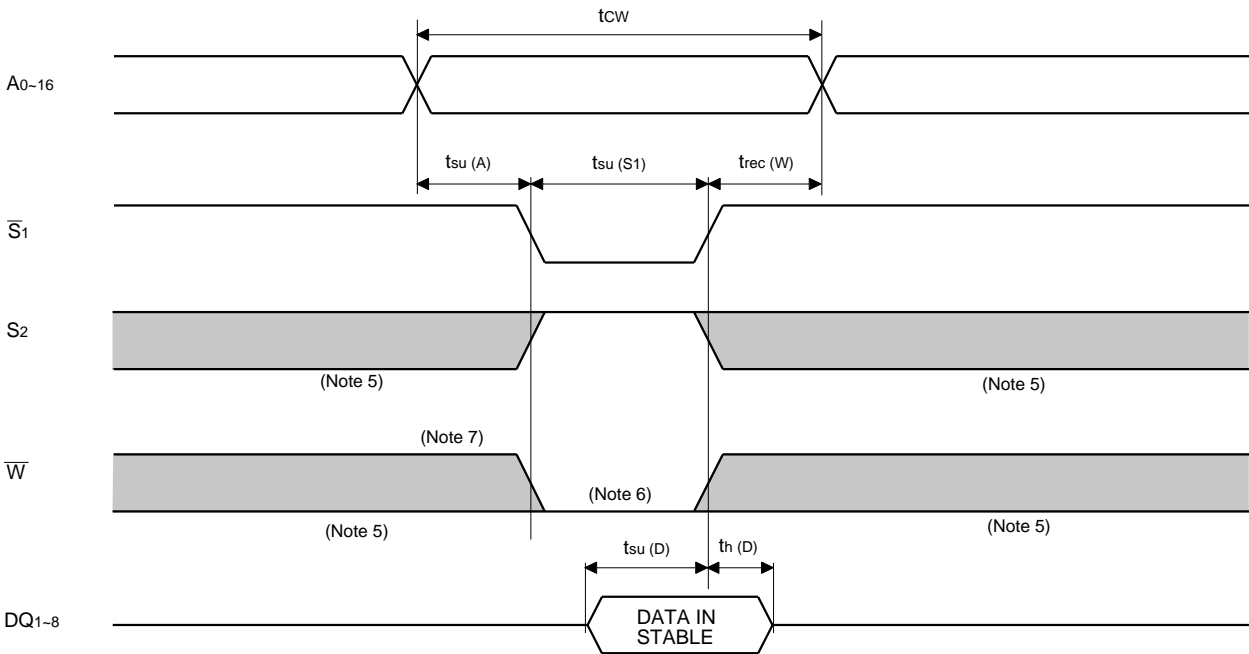 tCW
A0~16
tsu (A) tsu (S1) trec (W)
S̅1
S2
(Note 5) (Note 5)
(Note 7)
W̅
(Note 6)
(Note 5) (Note 5)
tsu (D) th (D)
DQ1~8
DATA IN
STABLE